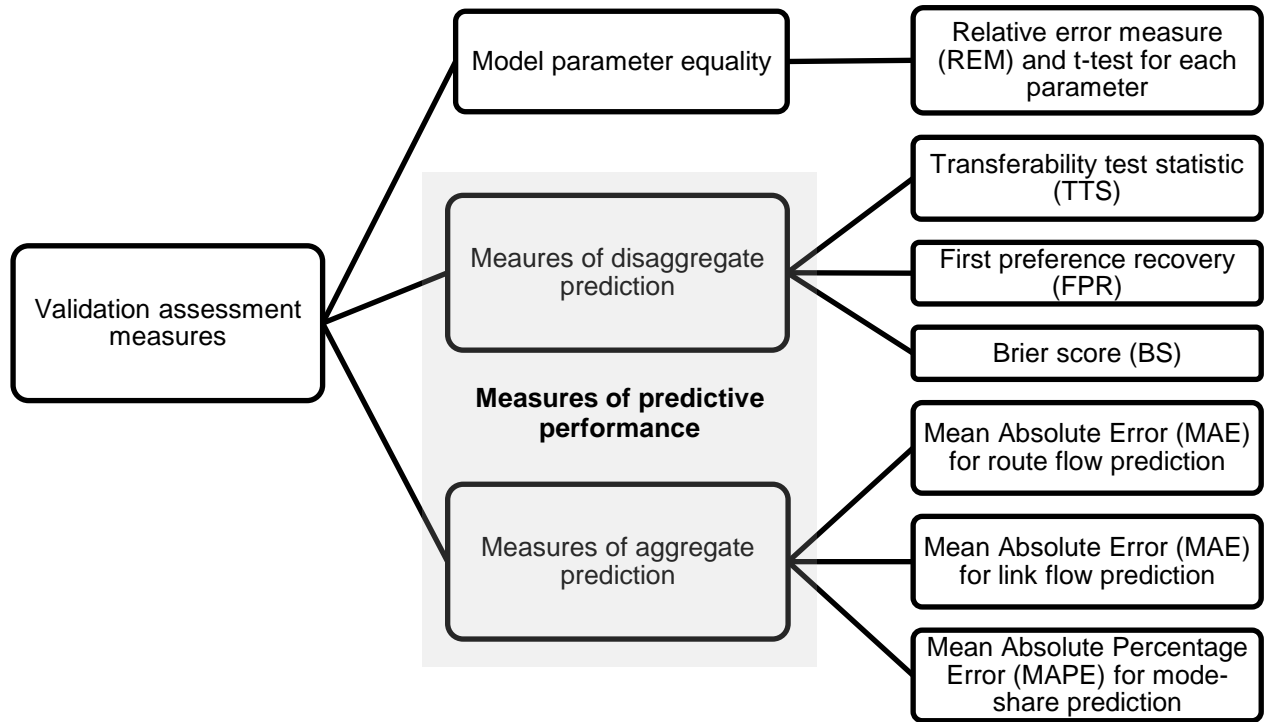 Validation assessment
measures
Model parameter equality
Relative error measure
(REM) and t-test for each
parameter
Meaures of disaggregate
prediction
Transferability test statistic
(TTS)
First preference recovery
(FPR)
Brier score (BS)
Measures of predictive
performance
Measures of aggregate
prediction
Mean Absolute Error (MAE)
for route flow prediction
Mean Absolute Error (MAE)
for link flow prediction
Mean Absolute Percentage
Error (MAPE) for mode-
share prediction